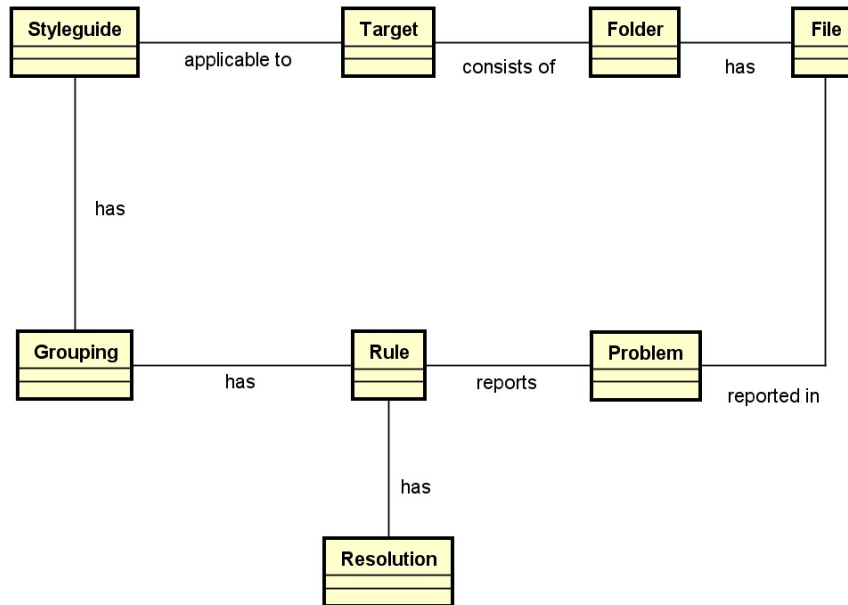 Styleguide
Target
Folder
File
applicable to
consists of
has
has
Grouping
Rule
Problem
has
reports
reported in
has
Resolution